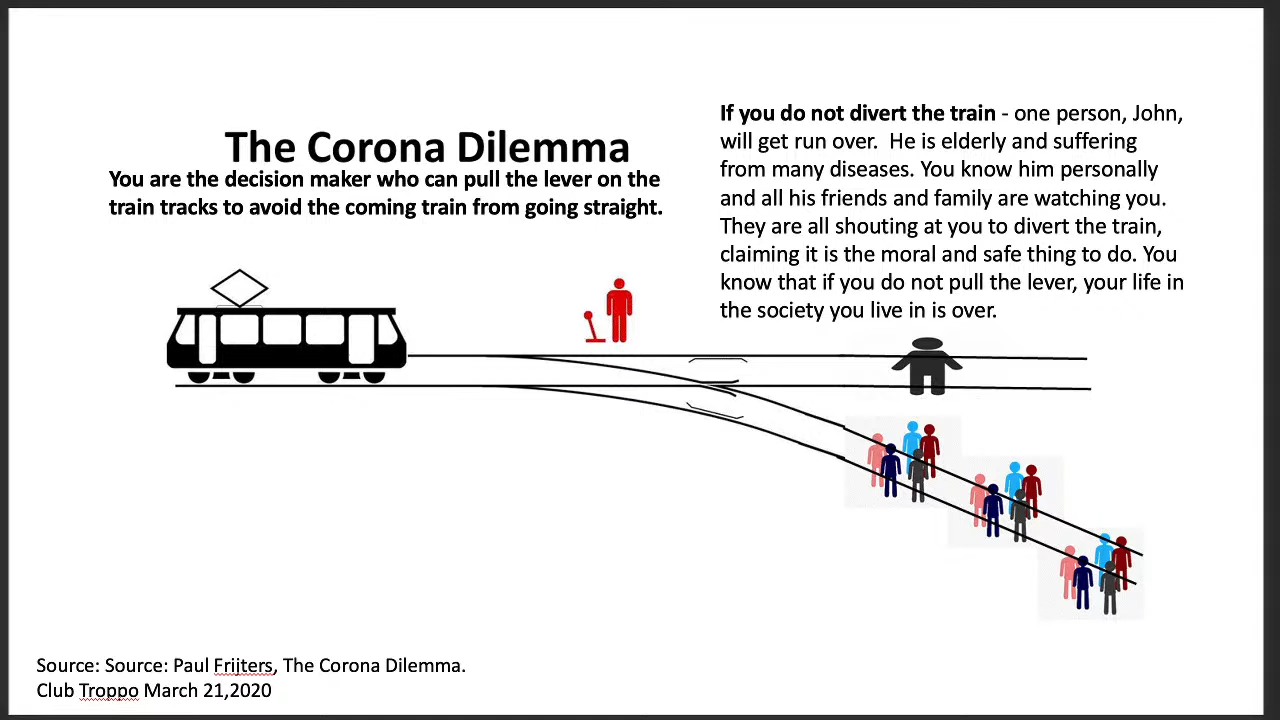 The Corona Dilemma
You are the decision maker who can pull the lever on the
train tracks to avoid the coming train from going straight.
If you do not divert the train - one person, John,
will get run over.  He is elderly and suffering
from many diseases. You know him personally
and all his friends and family are watching you.
They are all shouting at you to divert the train,
claiming it is the moral and safe thing to do. You
know that if you do not pull the lever, your life in
the society you live in is over.
Source: Source: Paul Frijters, The Corona Dilemma.
Club Troppo March 21,2020